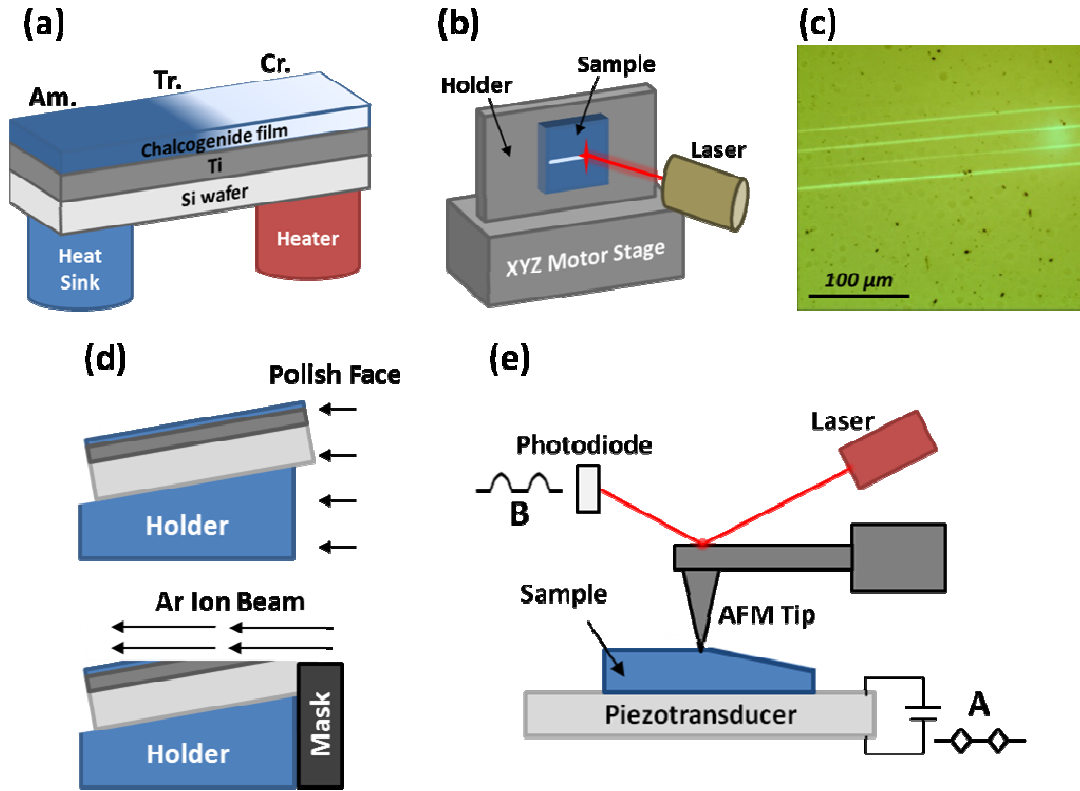 (a)
Am.
Tr.
Cr.
Chalcogenide film
Ti
Si wafer
Heat
Sink
Heater
(b)
Holder
Sample
Laser
XYZ Motor Stage
(c)
100 μm
(d)
Polish Face
Holder
Ar Ion Beam
Holder
Mask
(e)
Laser
Photodiode
B
Sample
AFM Tip
Piezotransducer
A